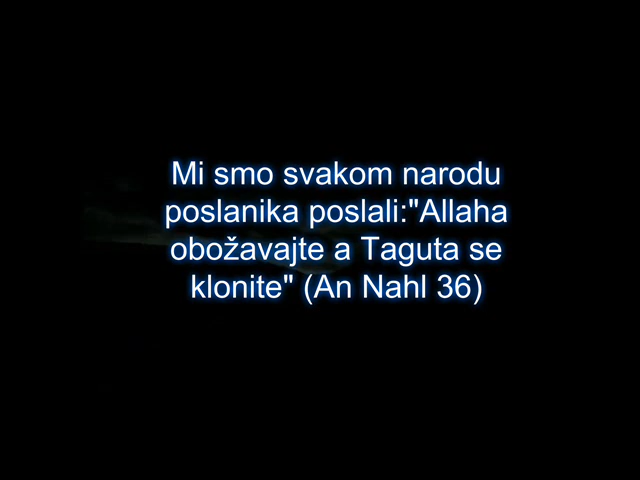 Mi smo svakom narodu
poslanika poslali:"Allaha
obožavajte a Taguta se
klonite" (An Nahl 36)